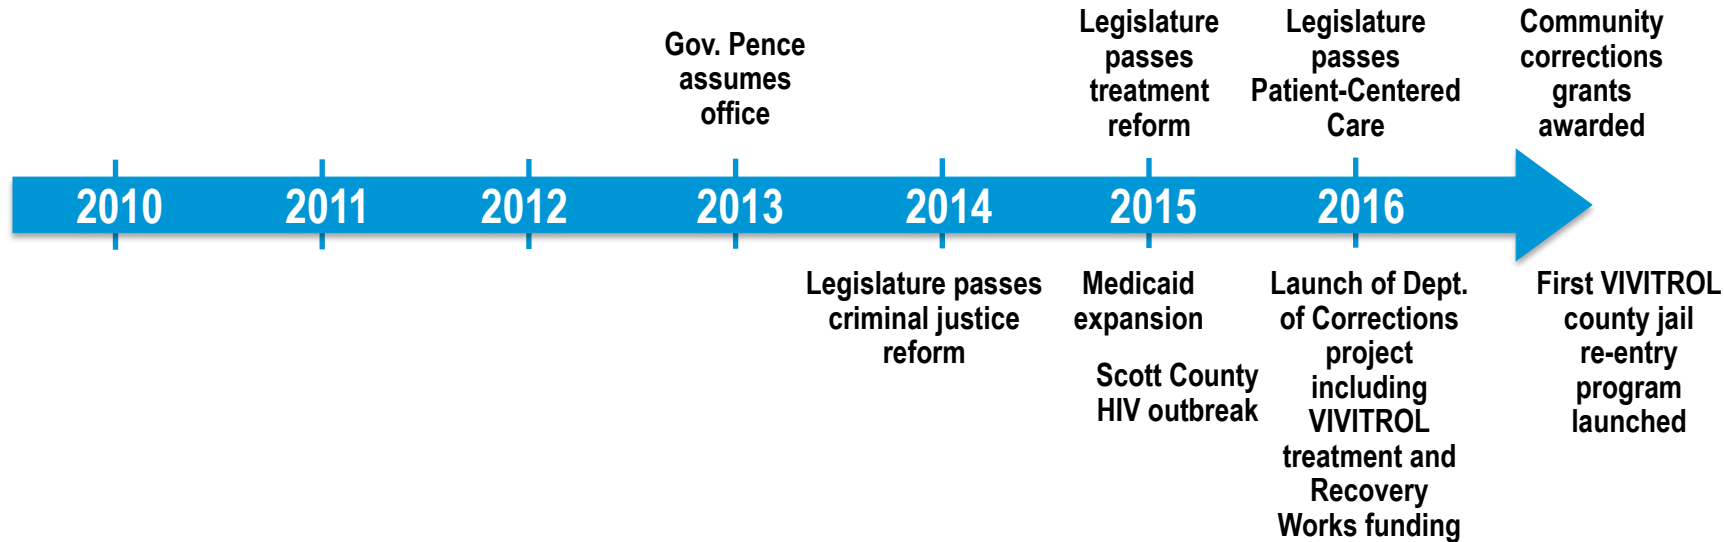 Gov. Pence
assumes
office
Legislature
passes
treatment
reform
Legislature
passes
Patient-Centered
Care
Community
corrections
grants
awarded
2010
2011
2012
2013
2014
2015
2016
Legislature passes
criminal justice
reform
Medicaid
expansion
Scott County
HIV outbreak
Launch of Dept.
of Corrections
project
including
VIVITROL
treatment and
Recovery
Works funding
First VIVITROL
county jail
re-entry
program
launched